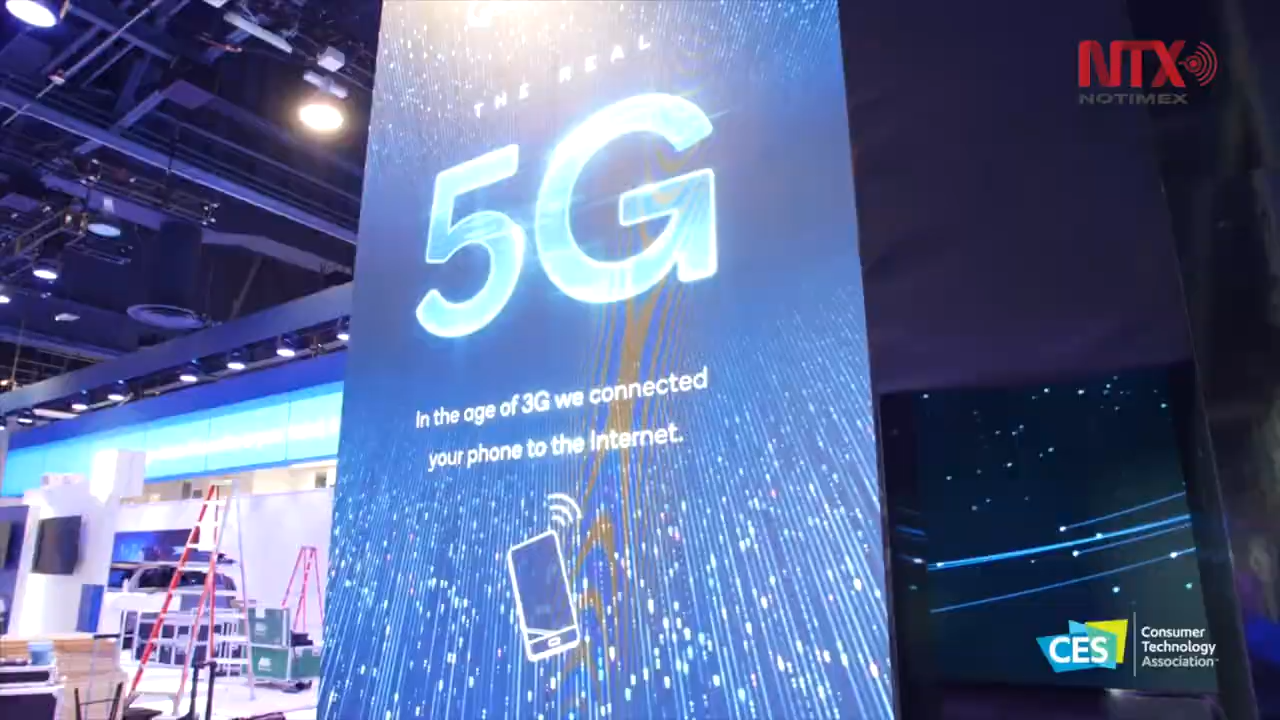 THE REAL
5G
In the age of 3G we connected
your phone to the Internet.
NTX
NOTIMEX
CES
Consumer
Technology
Association